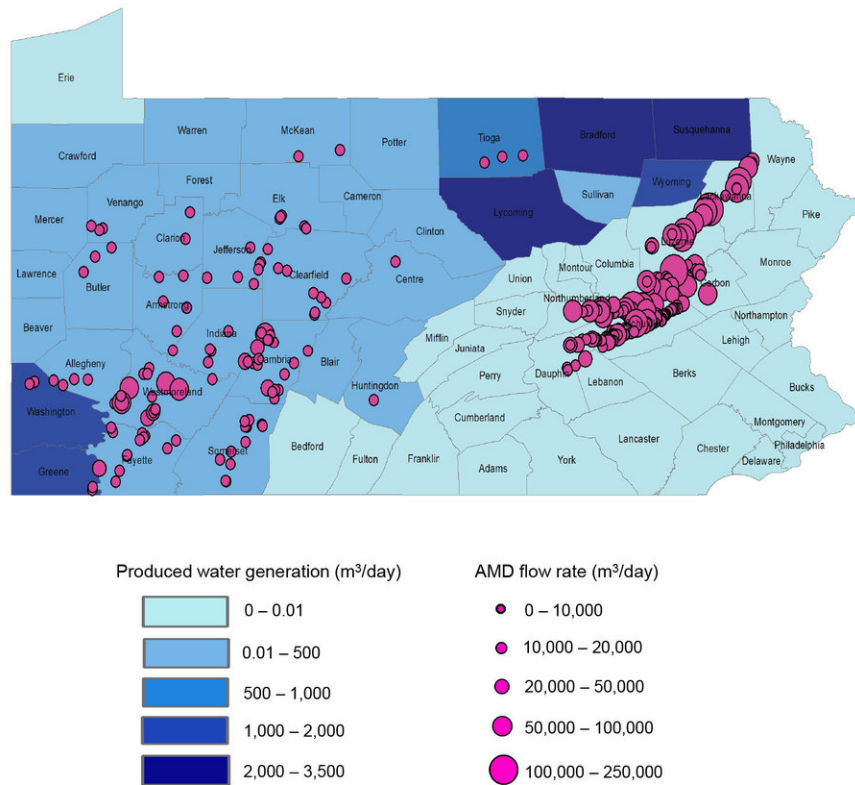 Erie
Warren
McKean
Potter
Tioga
Bradford
Susquehanna
Wayne
Crawford
Forest
Elk
Cameron
Sullivan
Wyoming
Venango
Mercer
Clarion
Lycoming
Pike
Clinton
Jefferson
Lawrence
Butler
Clearfield
Centre
Union
Montour
Columbia
Monroe
Carbon
Armstrong
Northumberland
Snyder
Northampton
Beaver
Indiana
Mifflin
Juniata
Lehigh
Allegheny
Cambria
Blair
Huntingdon
Perry
Dauphin
Lebanon
Berks
Bucks
Westmoreland
Washington
Cumberland
Montgomery
Lancaster
Philadelphia
Bedford
Somerset
Fayette
Greene
Fulton
Franklin
Adams
York
Chester
Delaware
Produced water generation (m³/day)
0 – 0.01
0.01 – 500
500 – 1,000
1,000 – 2,000
2,000 – 3,500
AMD flow rate (m³/day)
0 – 10,000
10,000 – 20,000
20,000 – 50,000
50,000 – 100,000
100,000 – 250,000